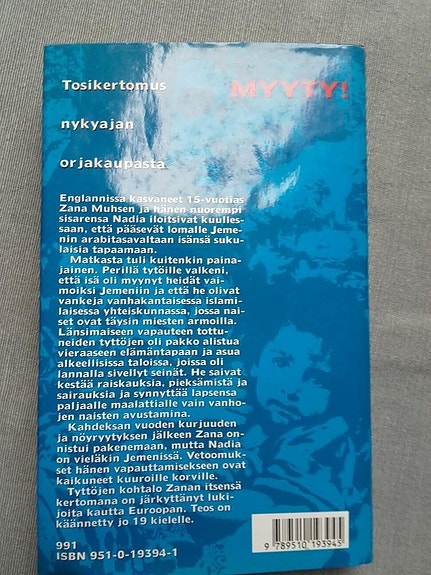 Tosikertomus
MYYTY!
nykyajan
orjakaupasta
Englannissa kasvaneet 15-vuotias
Zana Muhsen ja hänen nuorempi
sisarensa Nadia iloitsivat kuulles-
saan, että pääsevät lomalle Jeme-
nin arabitasavaltaan isänsä suku-
laisia tapaamaan.
Matkasta tuli kuitenkin paina-
jainen. Perillä tytöille valkeni,
että isä oli myynyt heidät vai-
moiksi Jemeniin ja että he olivat
vankeja vanhakantaisessa islami-
laisessa yhteiskunnassa, jossa nai-
set ovat täysin miesten armoilla.
Länsimaiseen vapauteen tottu-
neiden tyttöjen oli pakko alistua
vieraaseen elämäntapaan ja asua
alkeellisissa taloissa, joissa oli
lannalla sivellyt seinät. He saivat
kestää raiskauksia, pieksämistä ja
sairauksia ja synnyttää lapsensa
paljaalle maalattialle vain vanho-
jen naisten avustamina.
Kahdeksan vuoden kurjuuden
ja nöyryytyksen jälkeen Zana on-
nistui pakenemaan, mutta Nadia
on vieläkin Jemenissä. Vetoomuk-
set hänen vapauttamisekseen ovat
kaikuneet kuuroille korville.
Tyttöjen kohtalo Zanan itsensä
kertomana on järkyttänyt luki-
joita kautta Euroopan. Teos on
käännetty jo 19 kielelle.
991
ISBN 951-0-19394-1
9 789510 193945